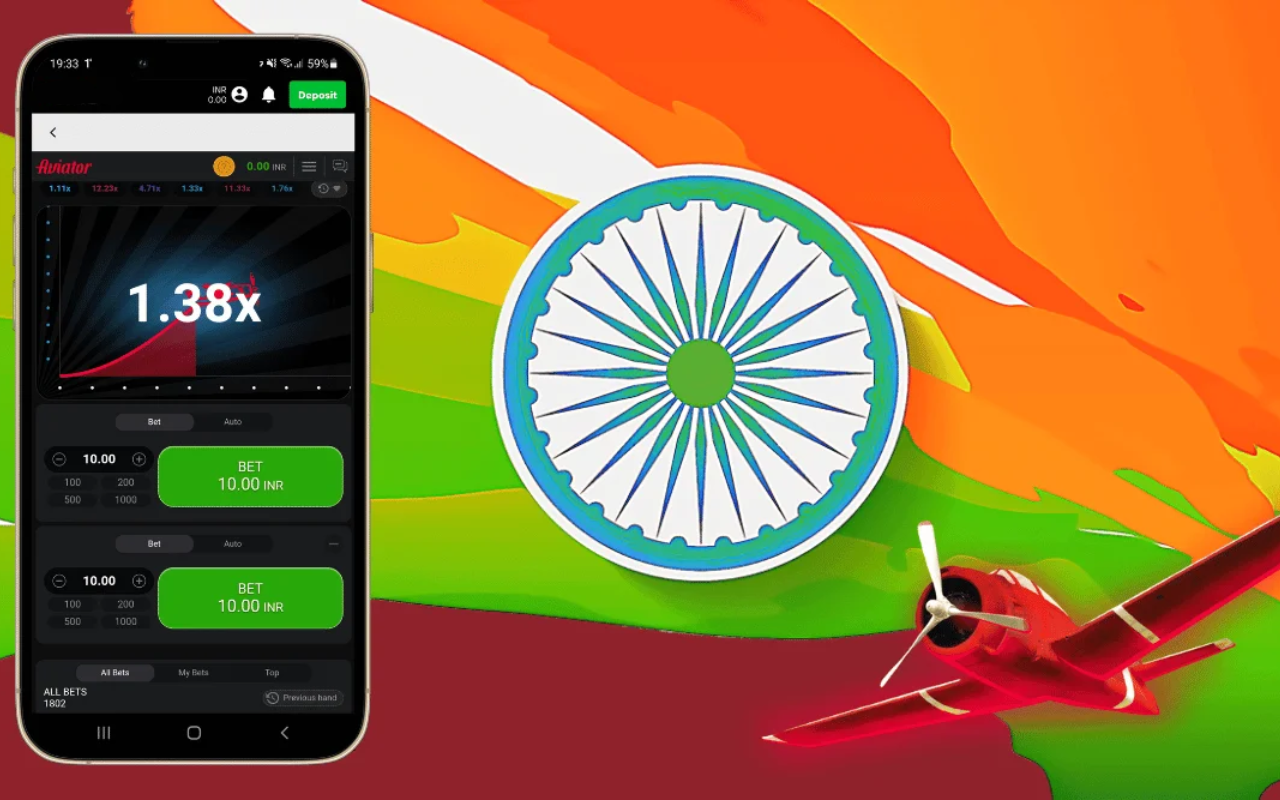 19:33
59%
INR
0.00
Deposit
Aviator
0.00 INR
1.11x 13.23x 4.71x 1.33x 11.33x 1.76x
1.38x
Bet Auto
10.00
100 200
500 1000
BET
10.00 INR
Bet Auto
10.00
100 200
500 1000
BET
10.00 INR
All Bets My Bets Top
ALL BETS
1802
Previous hand